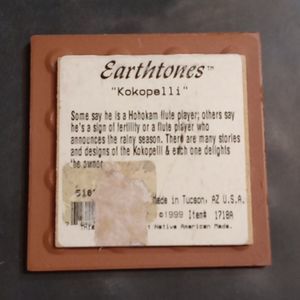 Earthtones™
"Kokopelli"
Some say he is a Hohokam flute player; others say
he's a sign of fertility or a flute player who
announces the rainy season. There are many stories
and designs of the Kokopelli & each one delights
the owner
Made in Tucson, AZ U.S.A.
©1999 Item# 1718A
Native American Made.